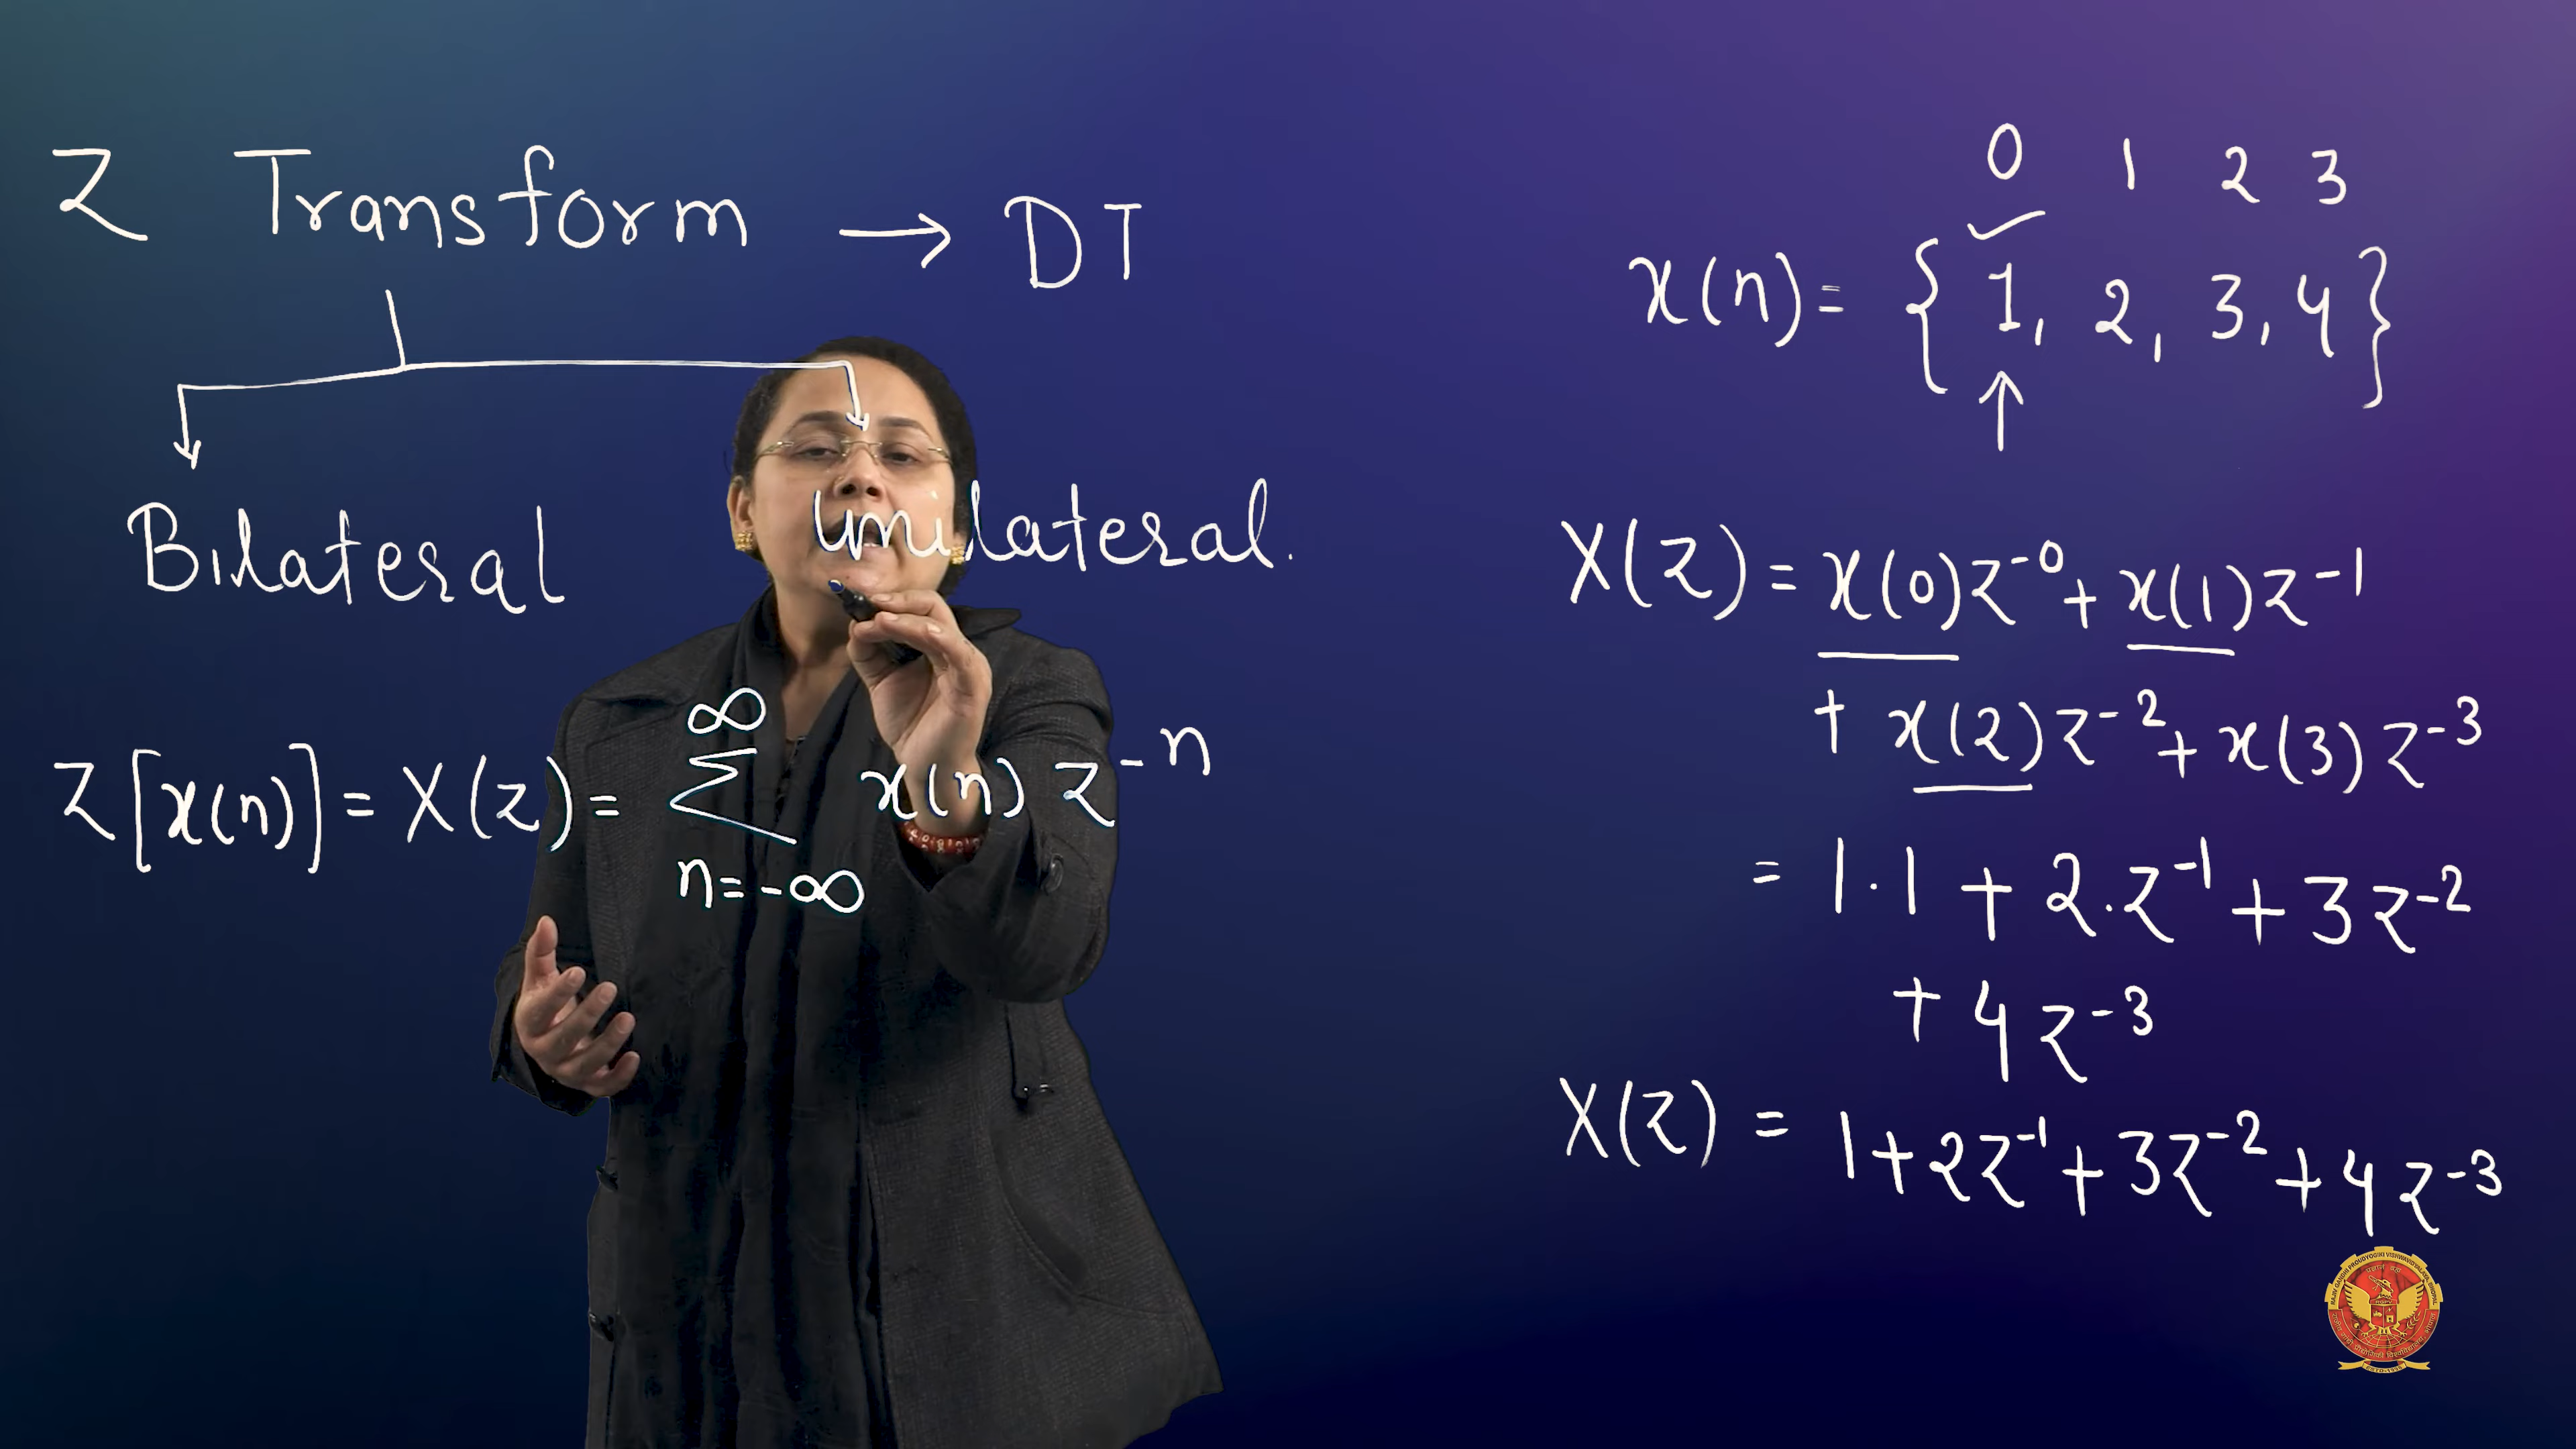 Z Transform → DT
Bilateral
Unilateral.
Z[x(n)] = X(z) = ∞ Σ n=-∞ x(n) z⁻ⁿ
0 1 2 3
x(n) = { 1, 2, 3, 4 }
↑
X(z) = x(0)z⁻⁰ + x(1)z⁻¹
+ x(2)z⁻² + x(3)z⁻³
= 1·1 + 2·z⁻¹ + 3z⁻²
+ 4z⁻³
X(z) = 1+2z⁻¹+3z⁻²+4z⁻³